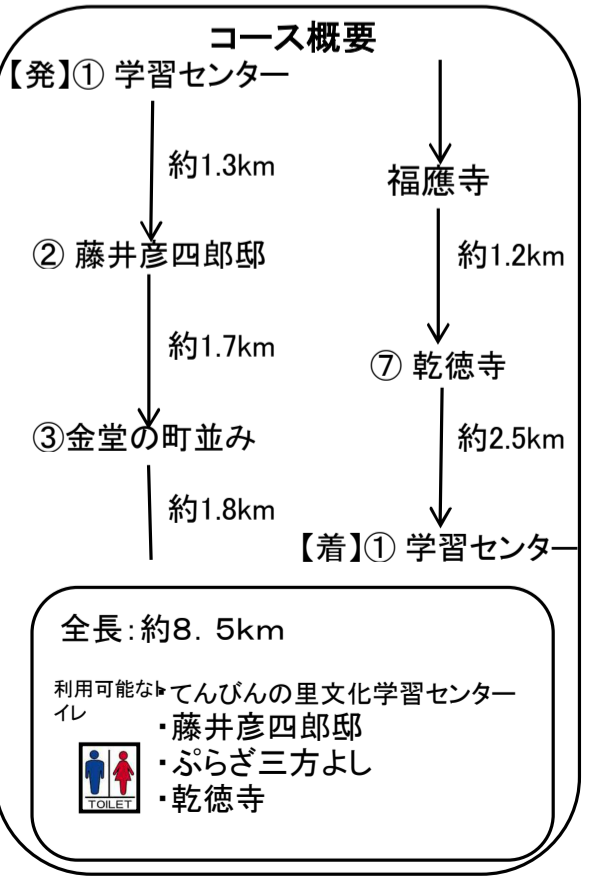 コース概要
【発】① 学習センター
約1.3km
② 藤井彦四郎邸
約1.7km
③金堂の町並み
約1.8km
福應寺
約1.2km
⑦ 乾徳寺
約2.5km
【着】① 学習センター
全長：約８．５km
利用可能なト
イレ
・てんびんの里文化学習センター
・藤井彦四郎邸
・ぷらざ三方よし
・乾徳寺
TOILET